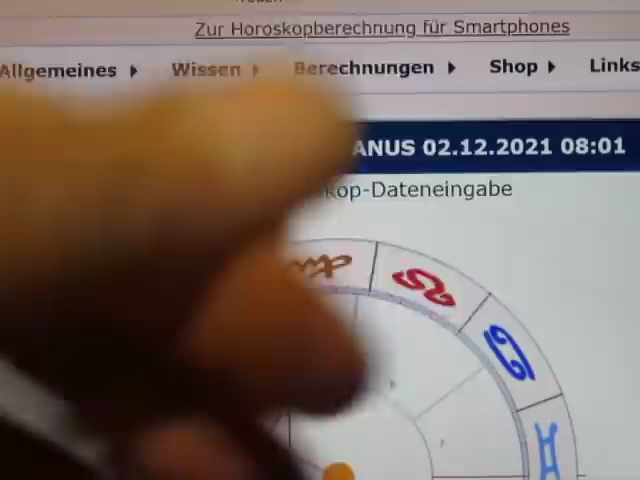 Zur Horoskopberechnung für Smartphones
Allgemeines Wissen Berechnungen Shop Links
ANUS 02.12.2021 08:01
kop-Dateneingabe